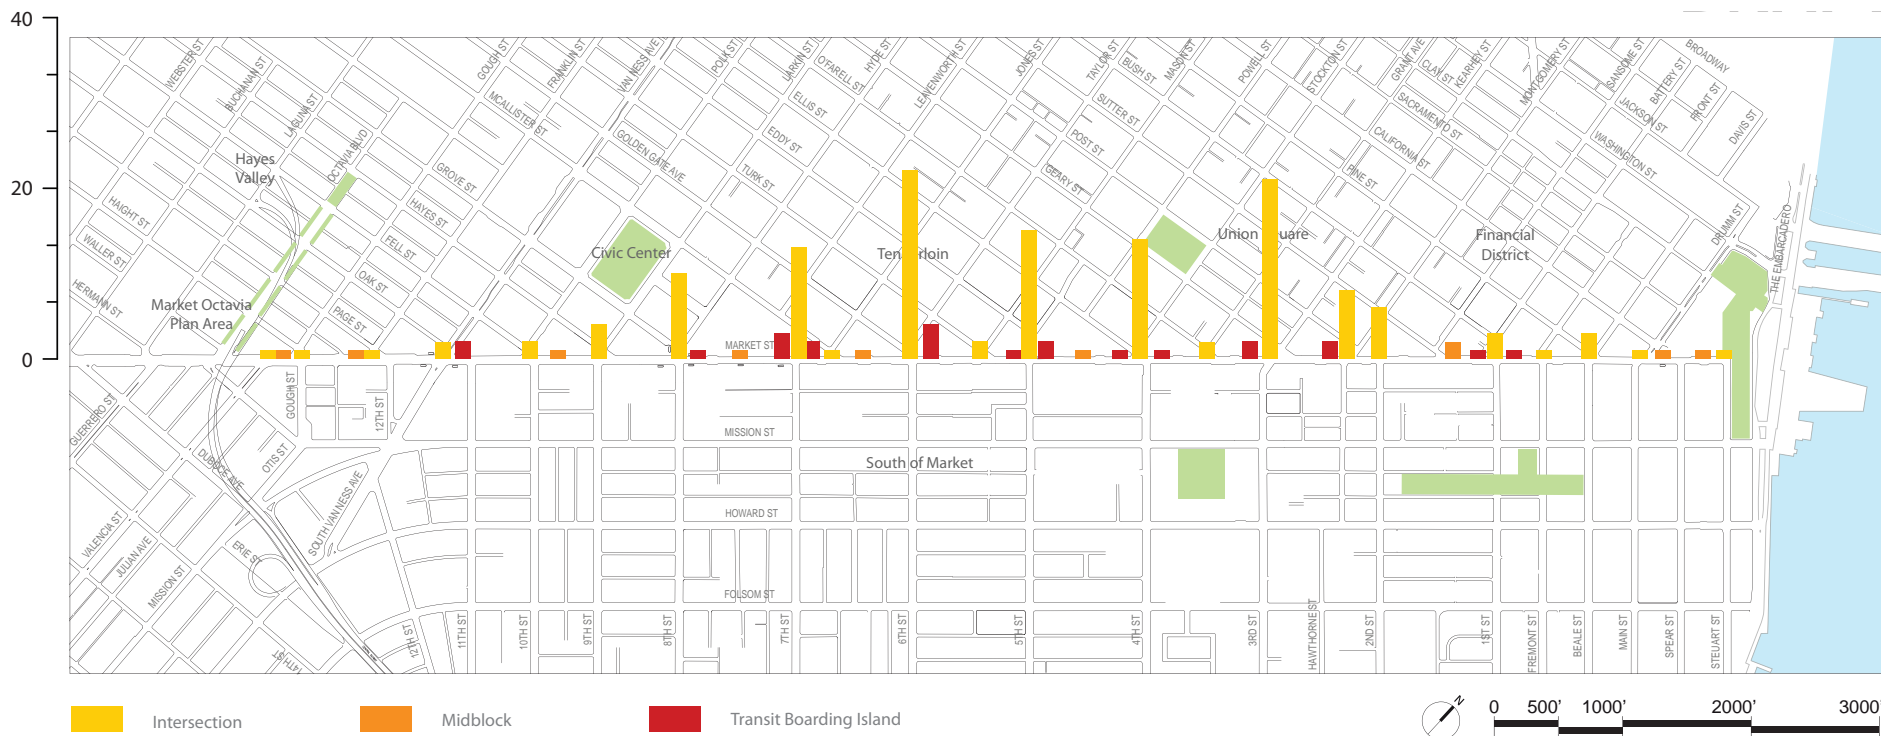 40
20
0
WEBSTER ST
BUCHANAN ST
LAGUNA ST
OCTAVIA BLVD
GOUGH ST
FRANKLIN ST
VAN NESS AVE
POLK ST
LARKIN ST
O'FARELL ST
HYDE ST
LEAVENWORTH ST
JONES ST
TAYLOR ST
BUSH ST
MASON ST
POWELL ST
STOCKTON ST
GRANT AVE
CLAY ST
KEARHEY ST
MONTGOMERY ST
SANSOME ST
BATTERY ST
BROADWAY
FRONT ST
DAVIS ST
JACKSON ST
WASHINGTON ST
SACRAMENTO ST
CALIFORNIA ST
PINE ST
SUTTER ST
POST ST
GEARY ST
ELLIS ST
EDDY ST
TURK ST
GOLDEN GATE AVE
MCALLISTER ST
GROVE ST
HAYES ST
FELL ST
OAK ST
PAGE ST
HAIGHT ST
WALLER ST
HERMANN ST
DRUMM ST
THE EMBARCADERO
Hayes
Valley
Market Octavia
Plan Area
Civic Center
Ten
rloin
Union
uare
Financial
District
MARKET ST
GOUGH ST
12TH ST
GUERRERO ST
DUBOCE AVE
OTIS ST
SOUTH VAN NESS AVE
VALENCIA ST
JULIAN AVE
MISSION ST
ERIE ST
14TH ST
12TH ST
MISSION ST
South of Market
HOWARD ST
FOLSOM ST
11TH ST
10TH ST
9TH ST
8TH ST
7TH ST
6TH ST
5TH ST
4TH ST
3RD ST
HAWTHORNE ST
2ND ST
1ST ST
FREMONT ST
BEALE ST
MAIN ST
SPEAR ST
STEUART ST
Intersection
Midblock
Transit Boarding Island
N
0 500' 1000' 2000' 3000'